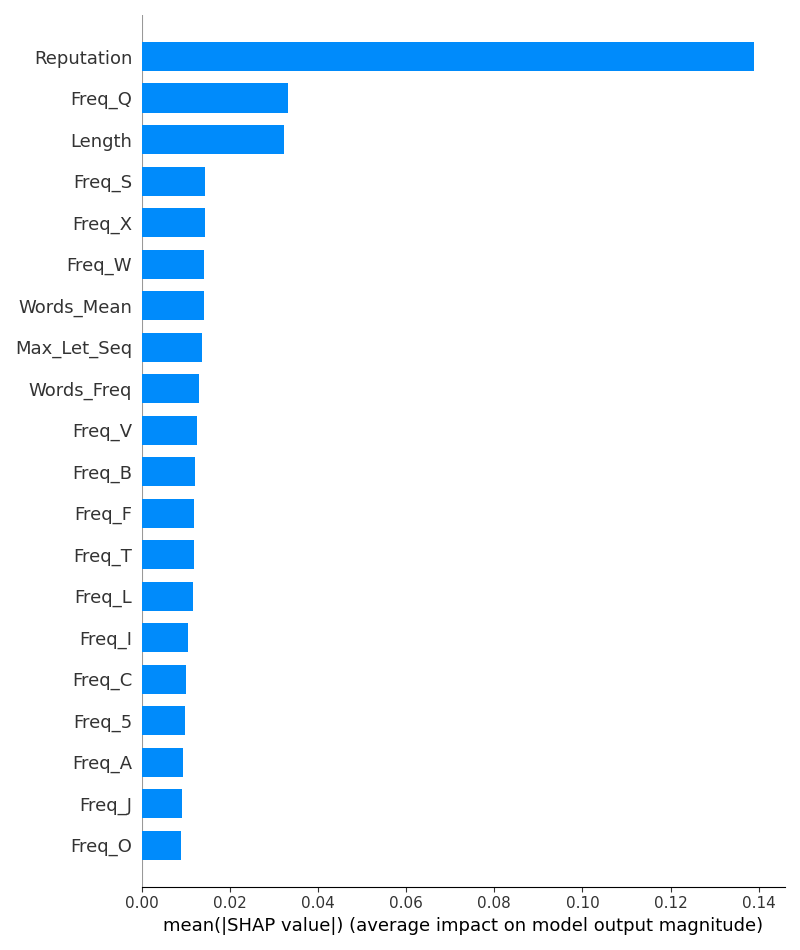 Reputation
Freq_Q
Length
Freq_S
Freq_X
Freq_W
Words_Mean
Max_Let_Seq
Words_Freq
Freq_V
Freq_B
Freq_F
Freq_T
Freq_L
Freq_I
Freq_C
Freq_5
Freq_A
Freq_J
Freq_O
0.00 0.02 0.04 0.06 0.08 0.10 0.12 0.14
mean(|SHAP value|) (average impact on model output magnitude)